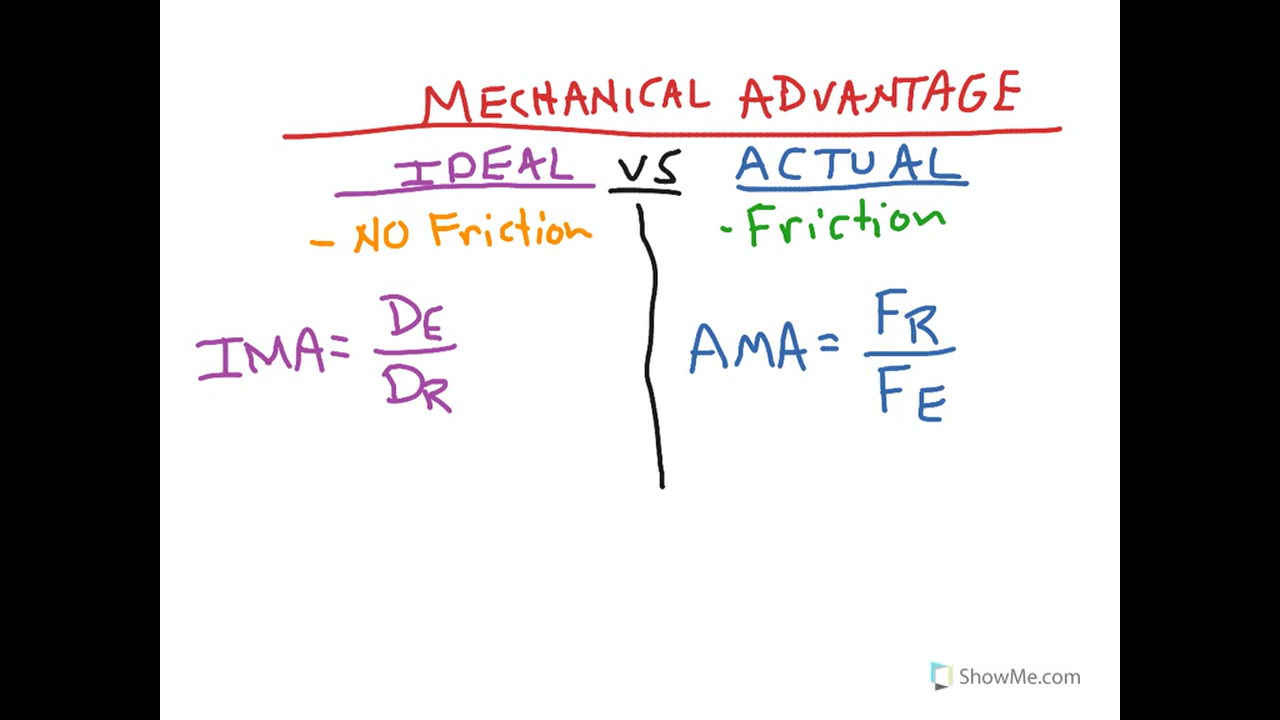 MECHANICAL ADVANTAGE
IDEAL VS ACTUAL
- NO Friction
- Friction
IMA = DE/DR
AMA = FR/FE
ShowMe.com